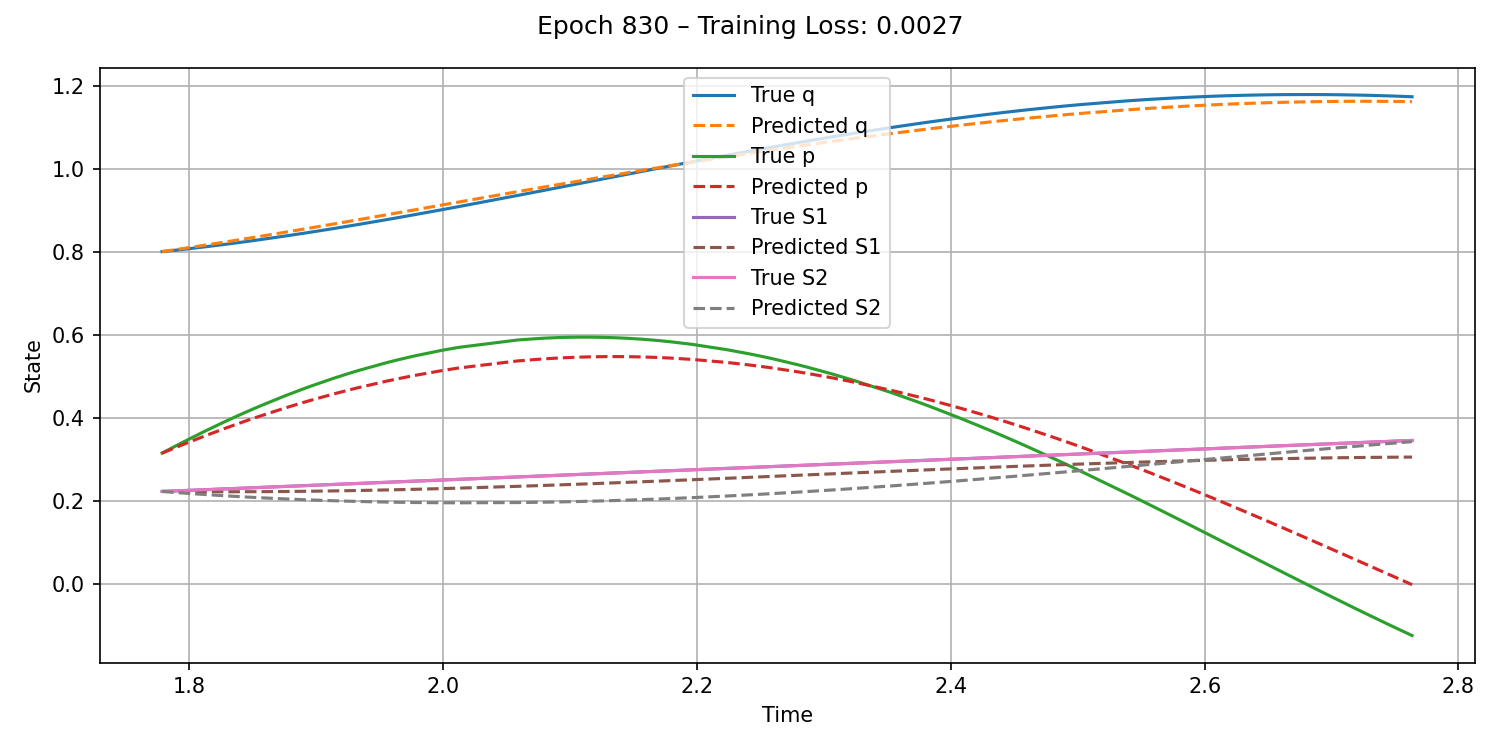 Epoch 830 – Training Loss: 0.0027
True q
Predicted q
True p
Predicted p
True S1
Predicted S1
True S2
Predicted S2
State
1.2
1.0
0.8
0.6
0.4
0.2
0.0
1.8
2.0
2.2
2.4
2.6
2.8
Time